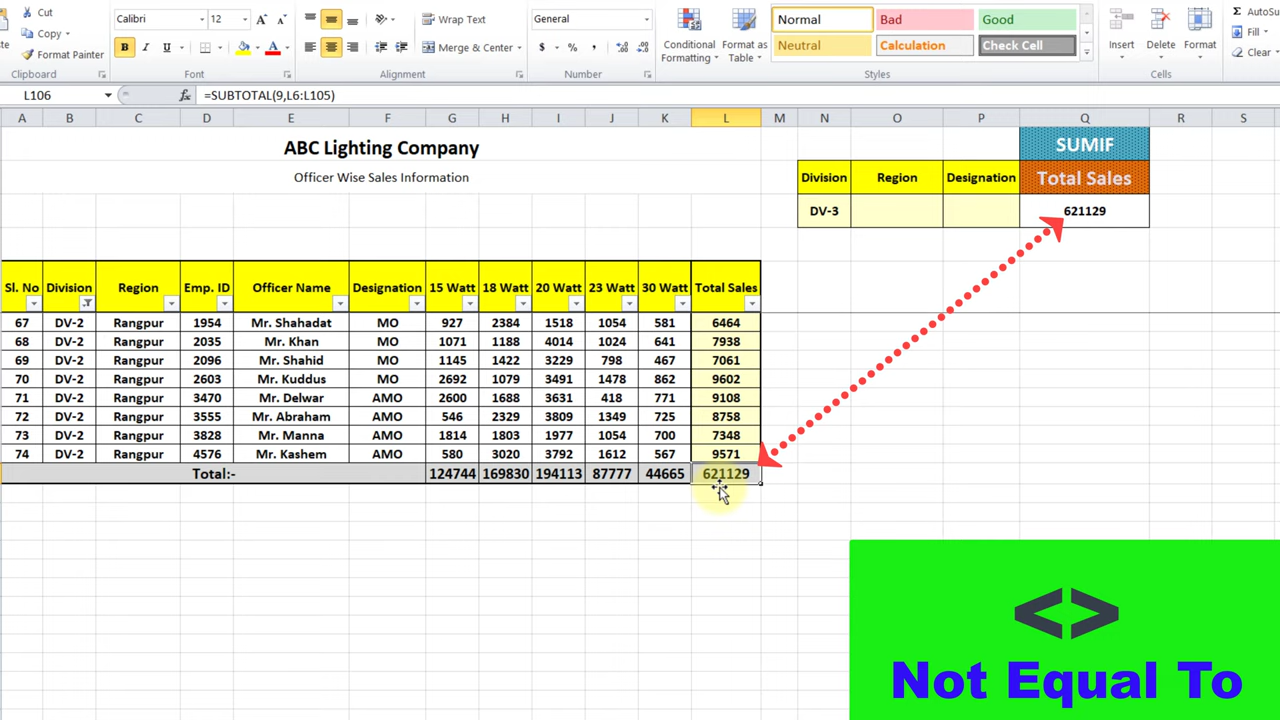 Cut
Copy
Format Painter
Clipboard
Calibri 12 A A
B I U A
Font
Wrap Text
Merge & Center
Alignment
General
$ % , .0 .00 .00 .0
Number
Conditional Formatting
Format as Table
Normal Bad Good
Neutral Calculation Check Cell
Styles
Insert Delete Format
Cells
Σ AutoSu
Fill
Clear
L106 fx =SUBTOTAL(9,L6:L105)
A B C D E F G H I J K L M N O P Q R S
ABC Lighting Company
Officer Wise Sales Information
SUMIF
Division Region Designation Total Sales
DV-3 621129
Sl. No Division Region Emp. ID Officer Name Designation 15 Watt 18 Watt 20 Watt 23 Watt 30 Watt Total Sales
67 DV-2 Rangpur 1954 Mr. Shahadat MO 927 2384 1518 1054 581 6464
68 DV-2 Rangpur 2035 Mr. Khan MO 1071 1188 4014 1024 641 7938
69 DV-2 Rangpur 2096 Mr. Shahid MO 1145 1422 3229 798 467 7061
70 DV-2 Rangpur 2603 Mr. Kuddus MO 2692 1079 3491 1478 862 9602
71 DV-2 Rangpur 3470 Mr. Delwar AMO 2600 1688 3631 418 771 9108
72 DV-2 Rangpur 3555 Mr. Abraham AMO 546 2329 3809 1349 725 8758
73 DV-2 Rangpur 3828 Mr. Manna AMO 1814 1803 1977 1054 700 7348
74 DV-2 Rangpur 4576 Mr. Kashem AMO 580 3020 3792 1612 567 9571
Total:- 124744 169830 194113 87777 44665 621129
<>
Not Equal To